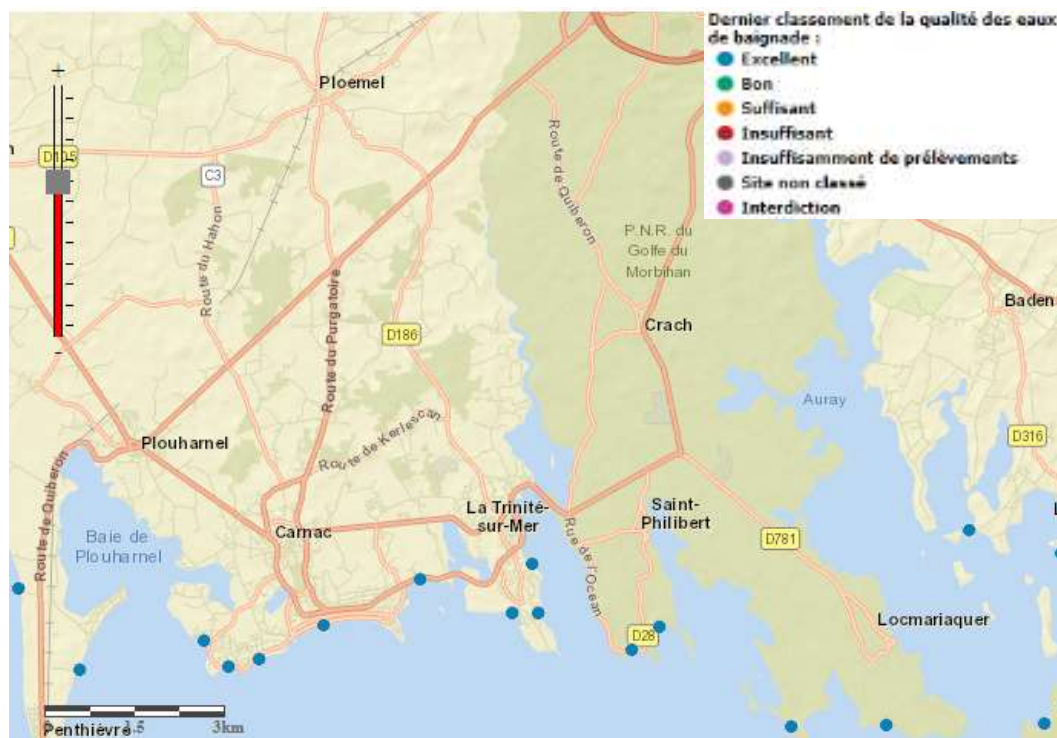 Dernier classement de la qualité des eaux
de baignade :
Excellent
Bon
Suffisant
Insuffisant
Insuffisamment de prélèvements
Site non classé
Interdiction
Ploemel
D105
C3
Route du Hahon
Route du Purgatoire
Route de Quiberon
P.N.R. du
Golfe du
Morbihan
D186
Crach
Baden
Auray
Route de Kerlescan
Plouharnel
D316
Route de Quiberon
Baie de
Plouharnel
Carnac
La Trinité-
sur-Mer
Saint-
Philibert
D781
Rue de l'Ocean
D28
Locmariaquer
Penthièvre
1.5
3km